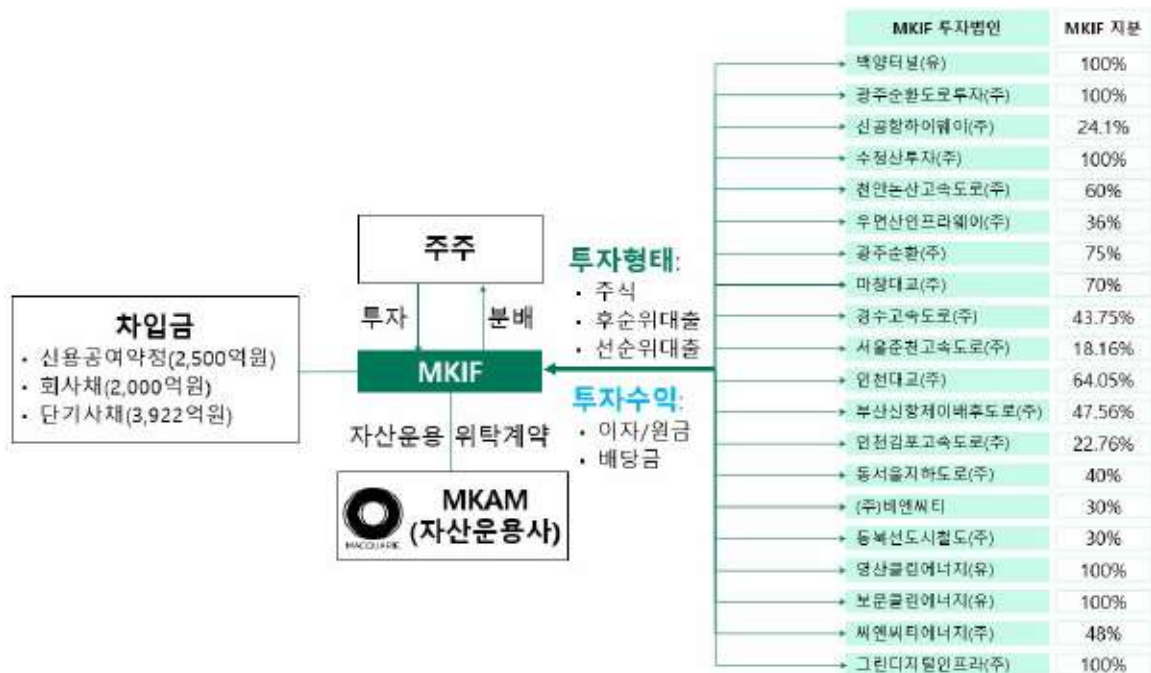 MKIF 투자법인 MKIF 지분
백양터널(유) 100%
광주순환도로투자(주) 100%
신공항하이웨이(주) 24.1%
수정산투자(주) 100%
천안논산고속도로(주) 60%
우면산인프라웨이(주) 36%
광주순환(주) 75%
마창대교(주) 70%
경수고속도로(주) 43.75%
서울춘천고속도로(주) 18.16%
인천대교(주) 64.05%
부산신항제이배후도로(주) 47.56%
인천김포고속도로(주) 22.76%
동서울지하도로(주) 40%
(주)비엔씨티 30%
동북선도시철도(주) 30%
영산클린에너지(유) 100%
보문클린에너지(유) 100%
씨엔씨티에너지(주) 48%
그린디지털인프라(주) 100%
주주
투자 분배
차입금
• 신용공여약정(2,500억원)
• 회사채(2,000억원)
• 단기사채(3,922억원)
MKIF
투자형태:
• 주식
• 후순위대출
• 선순위대출
투자수익:
• 이자/원금
• 배당금
자산운용 위탁계약
MACQUARIE
MKAM
(자산운용사)